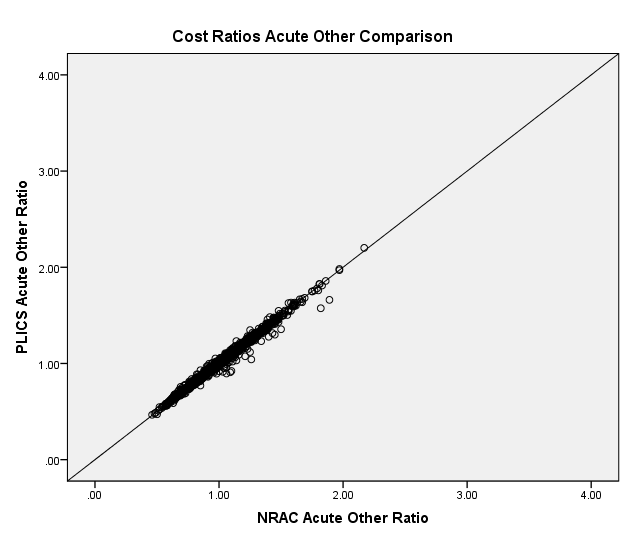 Cost Ratios Acute Other Comparison
PLICS Acute Other Ratio
4.00
3.00
2.00
1.00
.00
.00 1.00 2.00 3.00 4.00
NRAC Acute Other Ratio